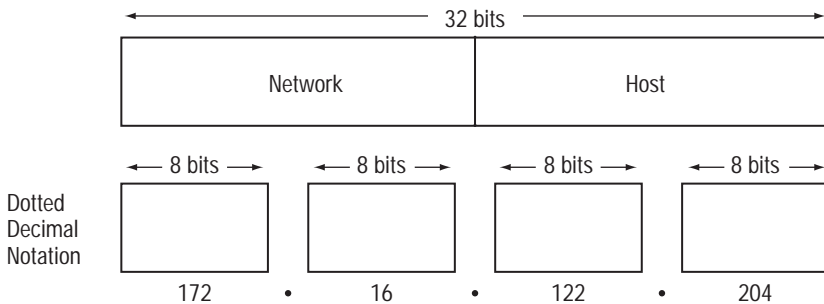 32 bits
Network Host
8 bits 8 bits 8 bits 8 bits
Dotted
Decimal
Notation
172 • 16 • 122 • 204